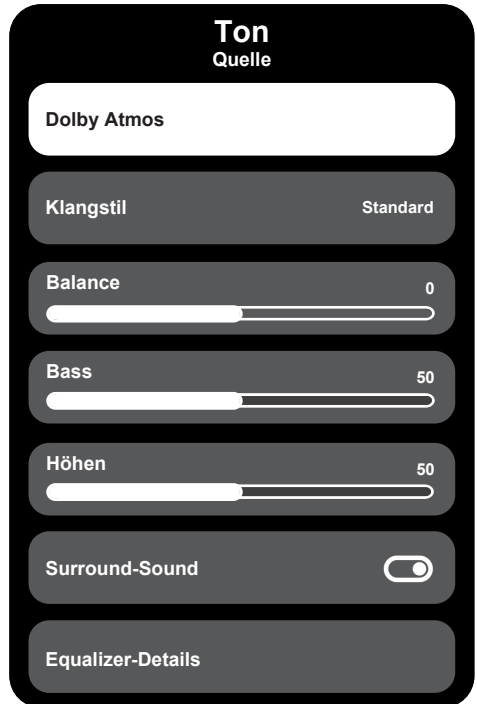 Ton
Quelle
Dolby Atmos
Klangstil Standard
Balance 0
Bass 50
Höhen 50
Surround-Sound
Equalizer-Details